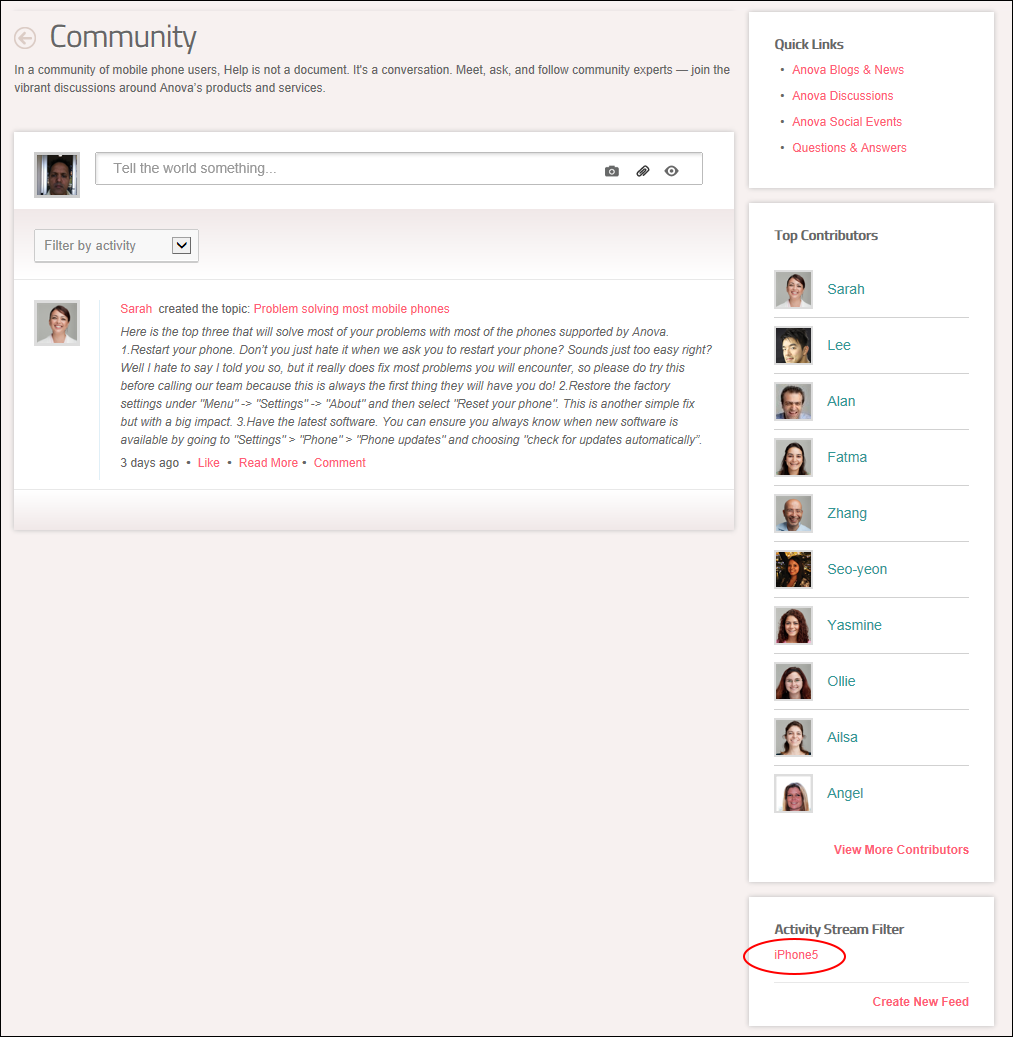 Community
In a community of mobile phone users, Help is not a document. It's a conversation. Meet, ask, and follow community experts — join the
vibrant discussions around Anova's products and services.
Tell the world something...
Filter by activity
Sarah created the topic: Problem solving most mobile phones
Here is the top three that will solve most of your problems with most of the phones supported by Anova.
1.Restart your phone. Don't you just hate it when we ask you to restart your phone? Sounds just too easy right?
Well I hate to say I told you so, but it really does fix most problems you will encounter, so please do try this
before calling our team because this is always the first thing they will have you do! 2.Restore the factory
settings under "Menu" -> "Settings" -> "About" and then select "Reset your phone". This is another simple fix
but with a big impact. 3.Have the latest software. You can ensure you always know when new software is
available by going to "Settings" > "Phone" > "Phone updates" and choosing "check for updates automatically".
3 days ago • Like • Read More • Comment
Quick Links
• Anova Blogs & News
• Anova Discussions
• Anova Social Events
• Questions & Answers
Top Contributors
Sarah
Lee
Alan
Fatma
Zhang
Seo-yeon
Yasmine
Ollie
Ailsa
Angel
View More Contributors
Activity Stream Filter
iPhone5
Create New Feed